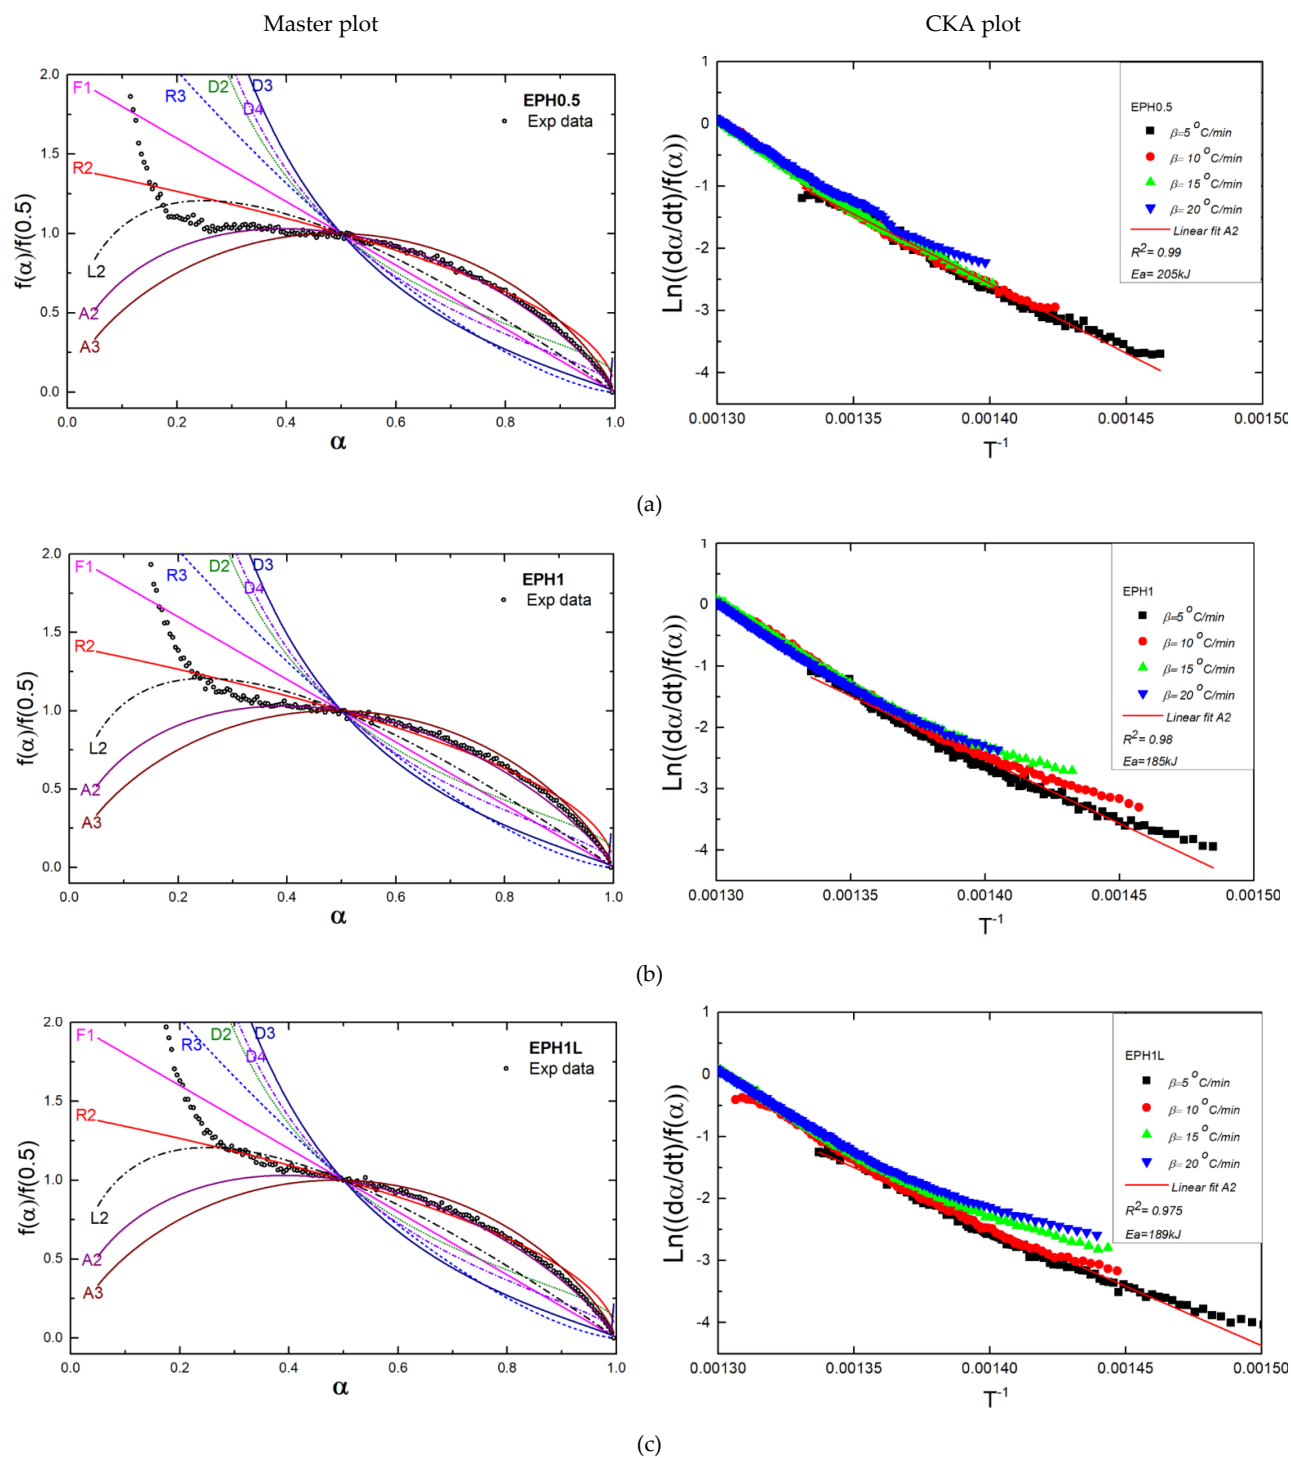 Master plot
CKA plot
2.0
1.5
1.0
0.5
0.0
0.0
0.2
0.4
0.6
0.8
1.0
f(α)/f(0.5)
α
F1
R3
D2
D3
D4
R2
L2
A2
A3
EPH0.5
Exp data
1
0
-1
-2
-3
-4
0.00130
0.00135
0.00140
0.00145
0.00150
Ln((dα/dt)/f(α))
T-1
EPH0.5
β=5 °C/min
β= 10 °C/min
β= 15 °C/min
β= 20 °C/min
Linear fit A2
R2= 0.99
Ea= 205kJ
(a)
2.0
1.5
1.0
0.5
0.0
0.0
0.2
0.4
0.6
0.8
1.0
f(α)/f(0.5)
α
F1
R3
D2
D3
D4
R2
L2
A2
A3
EPH1
Exp data
1
0
-1
-2
-3
-4
0.00130
0.00135
0.00140
0.00145
0.00150
Ln((dα/dt)/f(α))
T-1
EPH1
β=5 °C/min
β= 10 °C/min
β= 15 °C/min
β= 20 °C/min
Linear fit A2
R2= 0.98
Ea=185kJ
(b)
2.0
1.5
1.0
0.5
0.0
0.0
0.2
0.4
0.6
0.8
1.0
f(α)/f(0.5)
α
F1
R3
D2
D3
D4
R2
L2
A2
A3
EPH1L
Exp data
1
0
-1
-2
-3
-4
0.00130
0.00135
0.00140
0.00145
0.00150
Ln((dα/dt)/f(α))
T-1
EPH1L
β=5 °C/min
β= 10 °C/min
β= 15 °C/min
β= 20 °C/min
Linear fit A2
R2= 0.975
Ea=189kJ
(c)